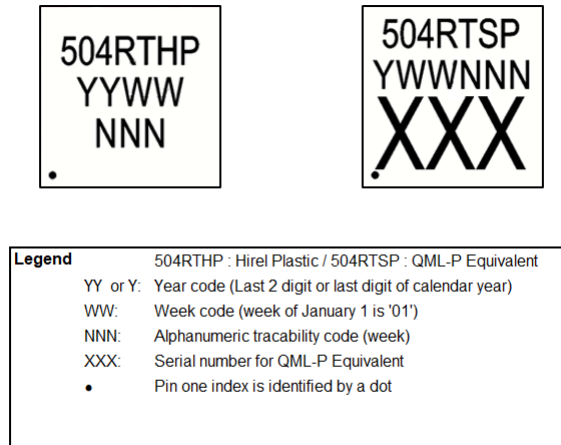 504RTHP
YYWW
NNN
504RTSP
YWWNNN
XXX
Legend 504RTHP : Hirel Plastic / 504RTSP : QML-P Equivalent
YY or Y: Year code (Last 2 digit or last digit of calendar year)
WW: Week code (week of January 1 is '01')
NNN: Alphanumeric tracability code (week)
XXX: Serial number for QML-P Equivalent
• Pin one index is identified by a dot